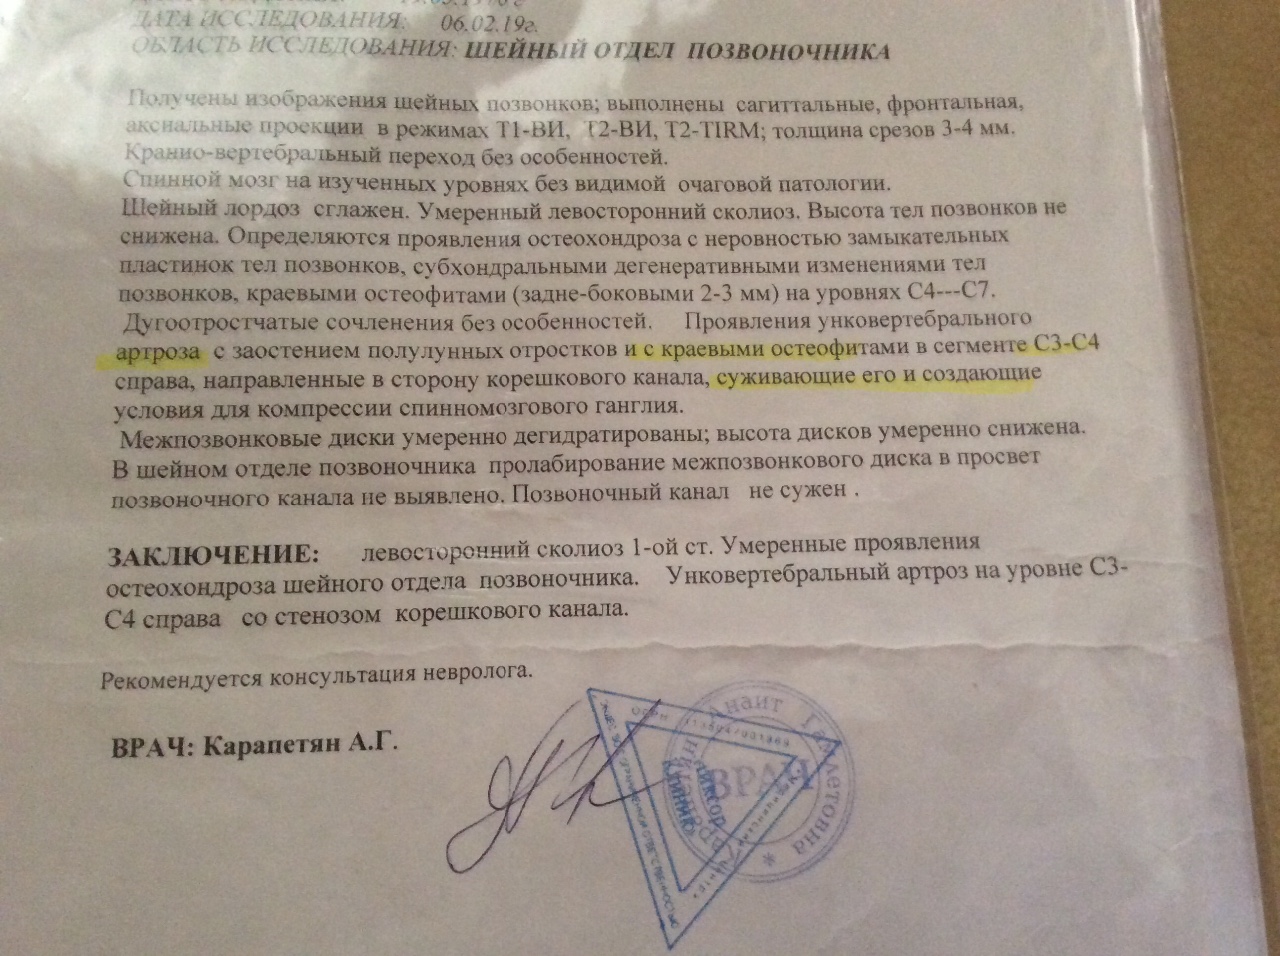 ДАТА ИССЛЕДОВАНИЯ: 06.02.19г.
ОБЛАСТЬ ИССЛЕДОВАНИЯ: ШЕЙНЫЙ ОТДЕЛ ПОЗВОНОЧНИКА
Получены изображения шейных позвонков; выполнены сагиттальные, фронтальная,
аксиальные проекции в режимах Т1-ВИ, Т2-ВИ, Т2-TIRM; толщина срезов 3-4 мм.
Кранио-вертебральный переход без особенностей.
Спинной мозг на изученных уровнях без видимой очаговой патологии.
Шейный лордоз сглажен. Умеренный левосторонний сколиоз. Высота тел позвонков не
снижена. Определяются проявления остеохондроза с неровностью замыкательных
пластинок тел позвонков, субхондральными дегенеративными изменениями тел
позвонков, краевыми остеофитами (задне-боковыми 2-3 мм) на уровнях С4---С7.
Дугоотростчатые сочленения без особенностей. Проявления унковертебрального
артроза с заостением полулунных отростков и с краевыми остеофитами в сегменте С3-С4
справа, направленные в сторону корешкового канала, суживающие его и создающие
условия для компрессии спинномозгового ганглия.
Межпозвонковые диски умеренно дегидратированы; высота дисков умеренно снижена.
В шейном отделе позвоночника пролабирование межпозвонкового диска в просвет
позвоночного канала не выявлено. Позвоночный канал не сужен .
ЗАКЛЮЧЕНИЕ: левосторонний сколиоз 1-ой ст. Умеренные проявления
остеохондроза шейного отдела позвоночника. Унковертебральный артроз на уровне С3-
С4 справа со стенозом корешкового канала.
Рекомендуется консультация невролога.
ВРАЧ: Карапетян А.Г.
ВРАЧ